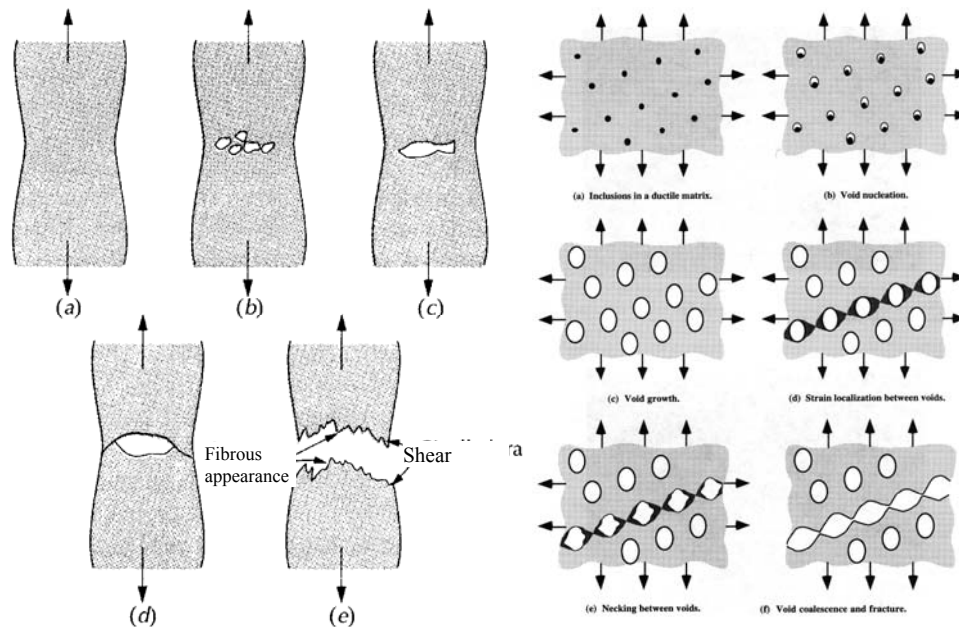 (a)
(b)
(c)
Fibrous
appearance
Shear
(d)
(e)
(a) Inclusions in a ductile matrix.
(b) Void nucleation.
(c) Void growth.
(d) Strain localization between voids.
(e) Necking between voids.
(f) Void coalescence and fracture.